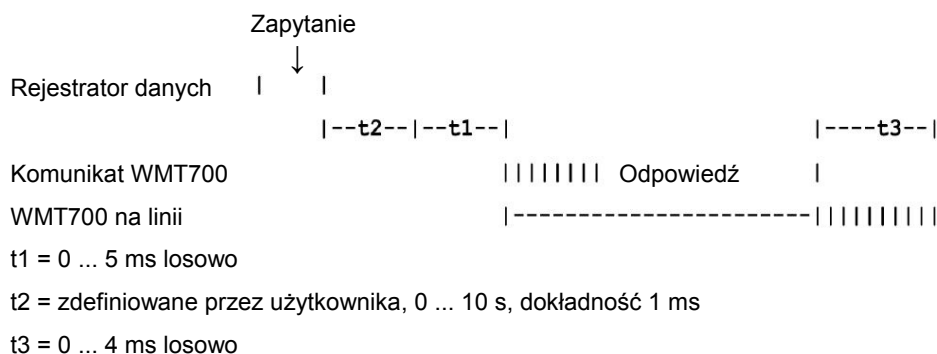 Zapytanie
↓
Rejestrator danych | |
|--t2--|--t1--| |----t3--|
Komunikat WMT700 |||||||| Odpowiedź |
WMT700 na linii |-----------------------||||||||||
t1 = 0 ... 5 ms losowo
t2 = zdefiniowane przez użytkownika, 0 ... 10 s, dokładność 1 ms
t3 = 0 ... 4 ms losowo